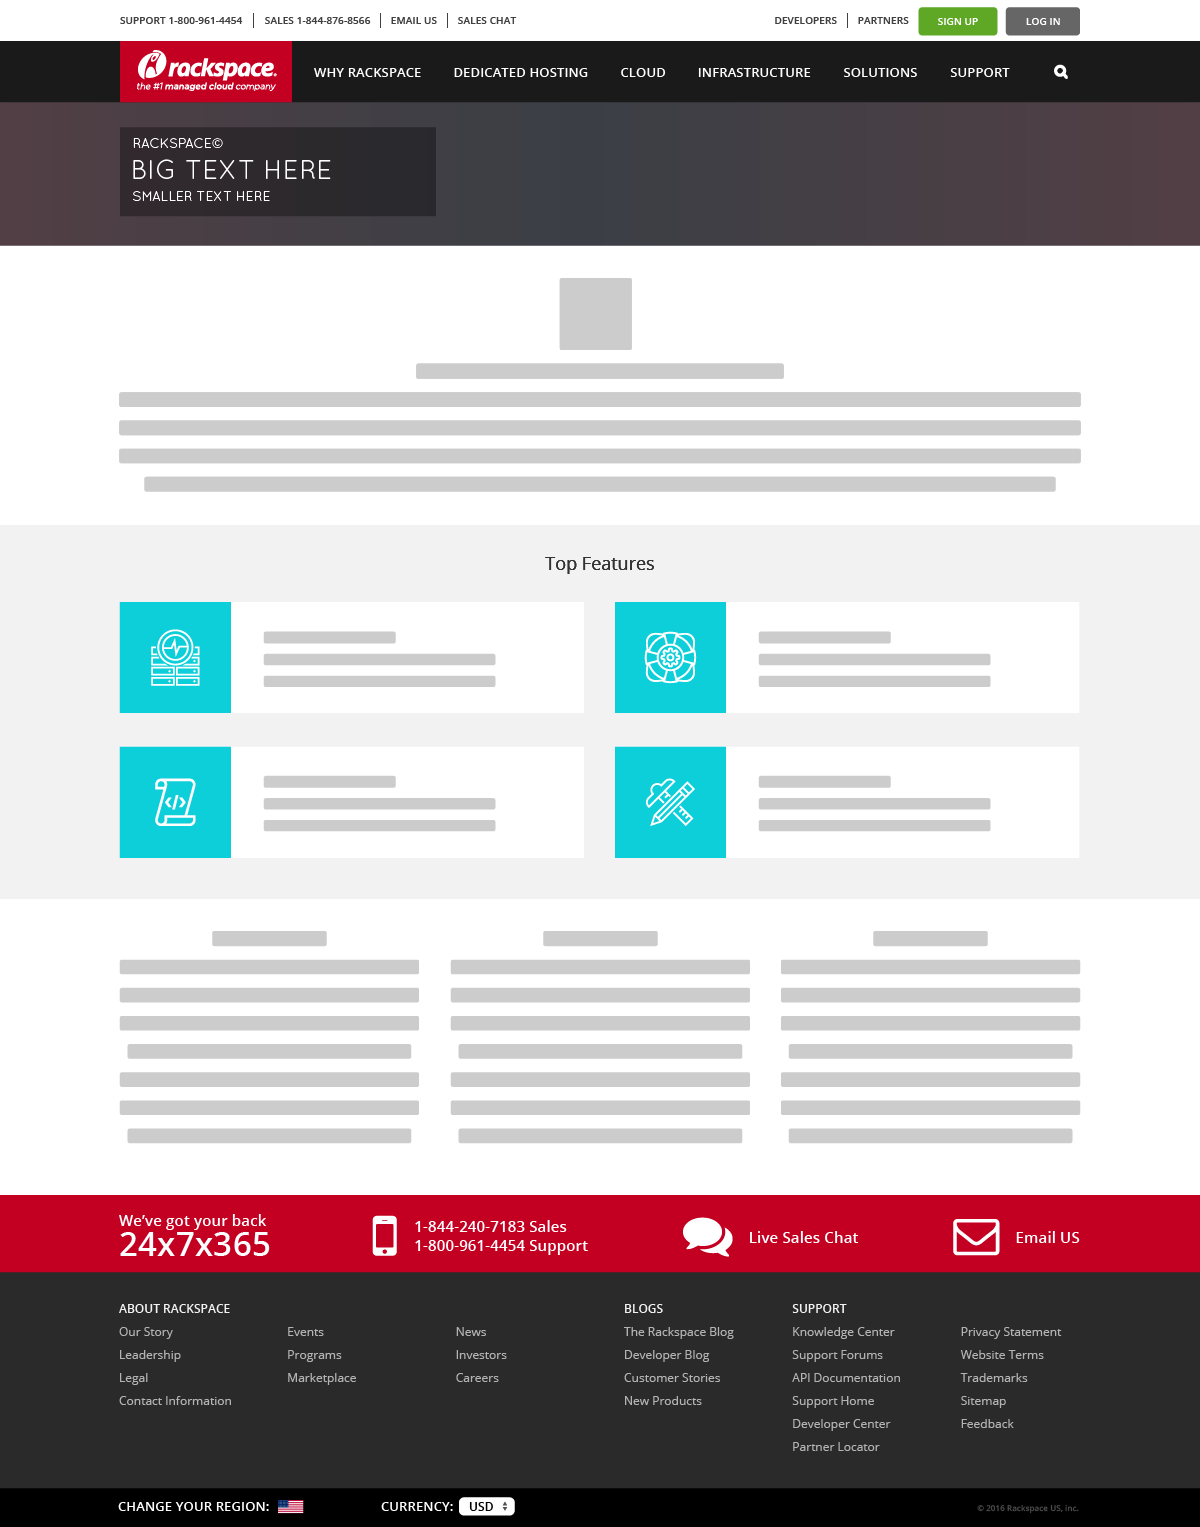 SUPPORT 1-800-961-4454 SALES 1-844-876-8566 EMAIL US SALES CHAT DEVELOPERS PARTNERS SIGN UP LOG IN
rackspace.
the #1 managed cloud company
WHY RACKSPACE DEDICATED HOSTING CLOUD INFRASTRUCTURE SOLUTIONS SUPPORT
RACKSPACE©
BIG TEXT HERE
SMALLER TEXT HERE
Top Features
We've got your back
24x7x365
1-844-240-7183 Sales
1-800-961-4454 Support
Live Sales Chat
Email US
ABOUT RACKSPACE
Our Story
Leadership
Legal
Contact Information
Events
Programs
Marketplace
News
Investors
Careers
BLOGS
The Rackspace Blog
Developer Blog
Customer Stories
New Products
SUPPORT
Knowledge Center
Support Forums
API Documentation
Support Home
Developer Center
Partner Locator
Privacy Statement
Website Terms
Trademarks
Sitemap
Feedback
CHANGE YOUR REGION: CURRENCY: USD © 2016 Rackspace US, inc.